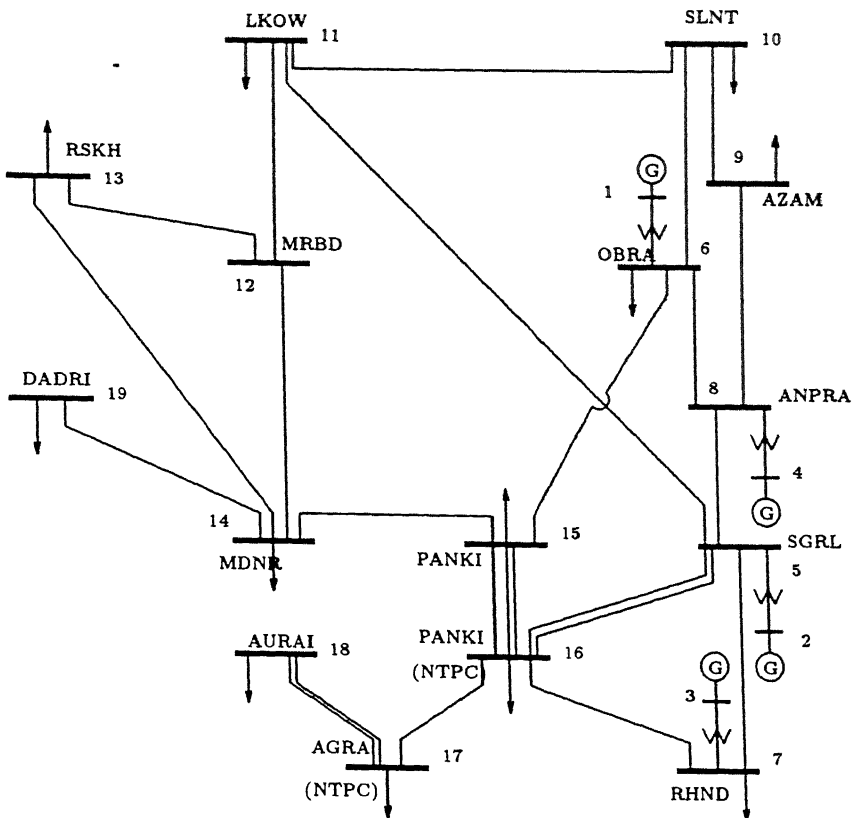 LKOW
11
SLNT
10
RSKH
13
G
1
9
AZAM
MRBD
12
OBRA
6
DADRI
19
8
ANPRA
4
G
14
MDNR
PANKI
15
SGRL
5
AURAI
18
PANKI
(NTPC)
16
G
2
G
3
AGRA
(NTPC)
17
7
RHND